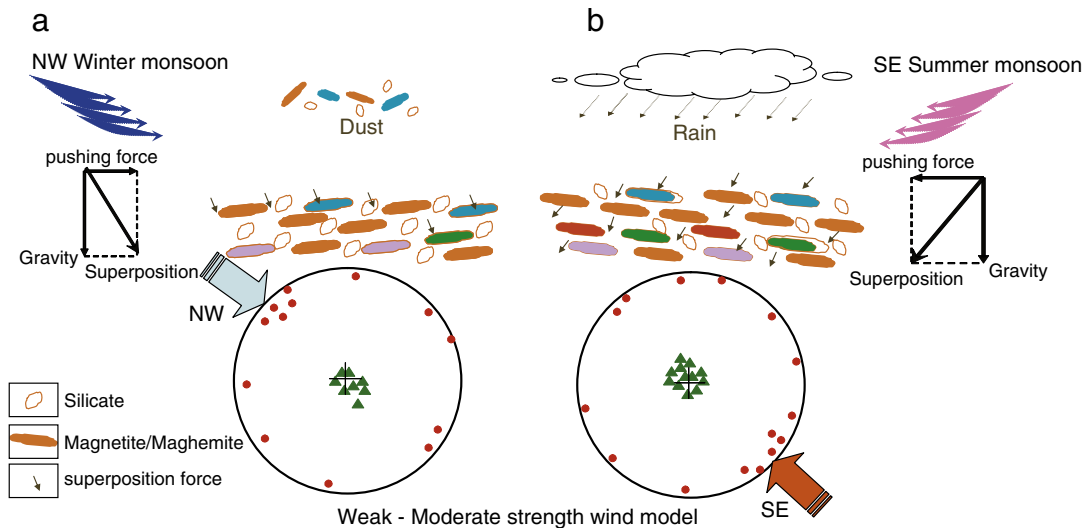 a
b
NW Winter monsoon
SE Summer monsoon
Dust
Rain
pushing force
pushing force
Gravity
Superposition
Superposition
Gravity
NW
SE
Silicate
Magnetite/Maghemite
superposition force
Weak - Moderate strength wind model